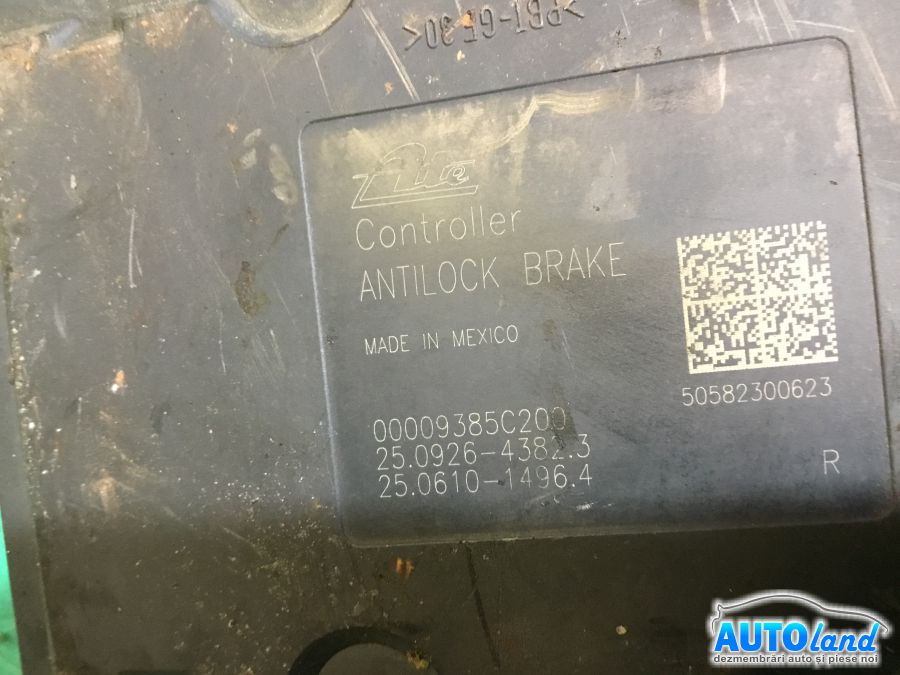 >PBT-GF30<
Ate
Controller
ANTILOCK BRAKE
MADE IN MEXICO
50582300623
00009385C200
25.0926-4382.3
25.0610-1496.4
R
AUTOland
dezmembrări auto și piese noi